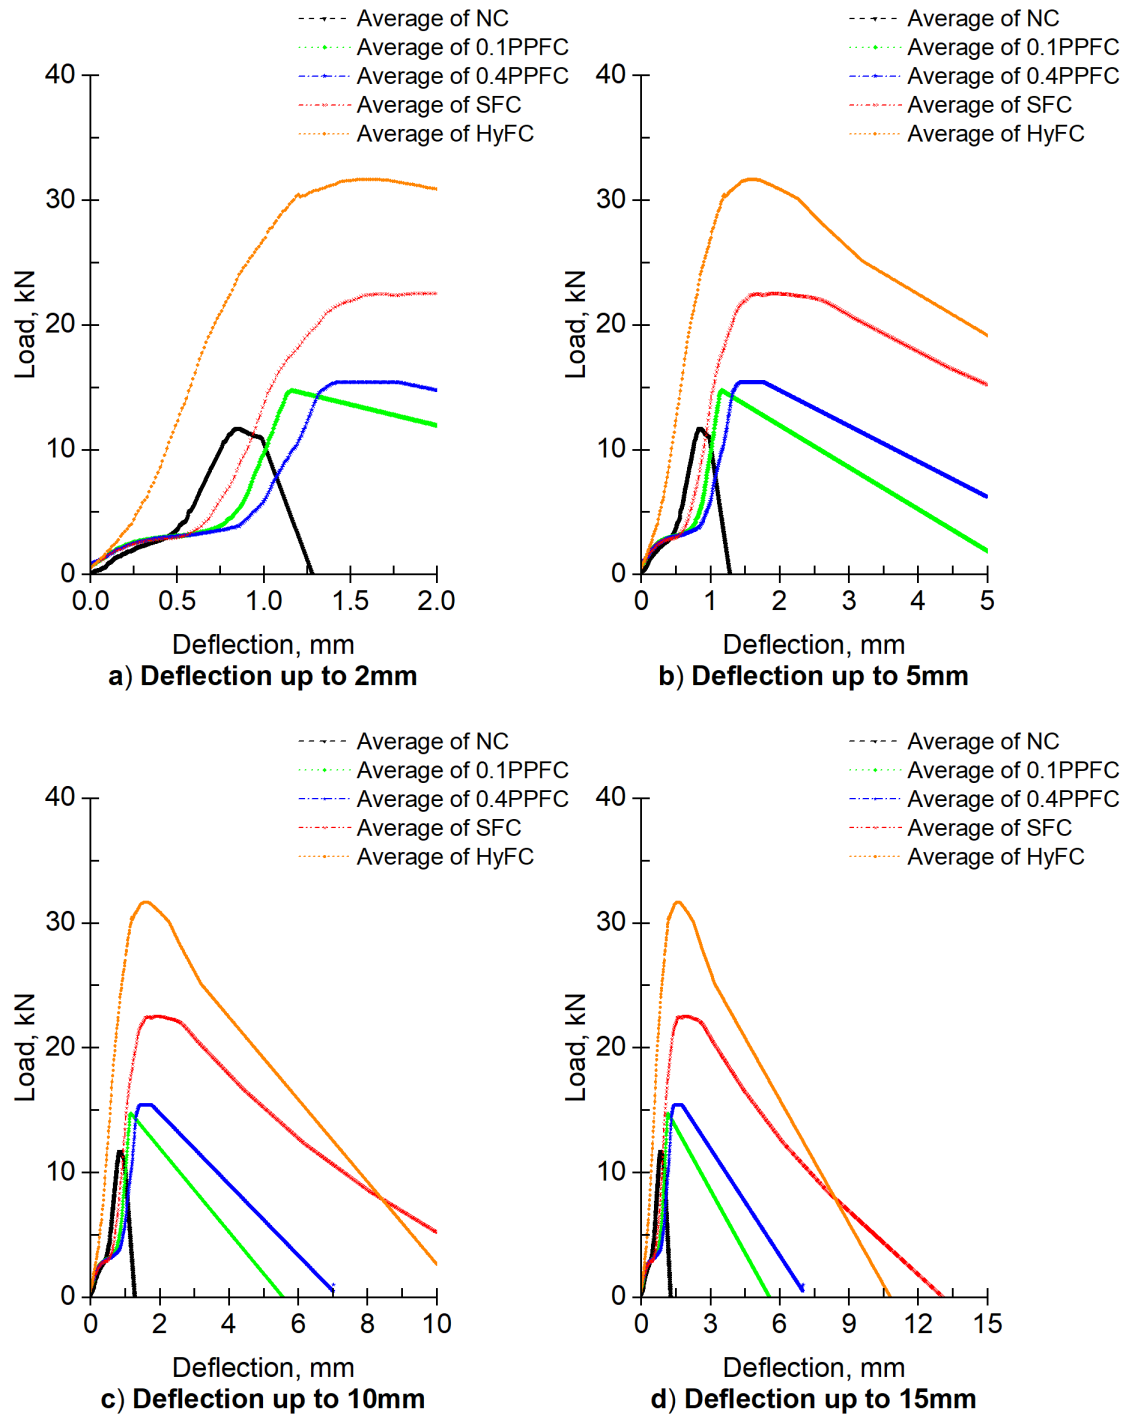 Average of NC
Average of 0.1PPFC
Average of 0.4PPFC
Average of SFC
Average of HyFC
40
30
20
10
0
Load, kN
0.0 0.5 1.0 1.5 2.0
Deflection, mm
a) Deflection up to 2mm
Average of NC
Average of 0.1PPFC
Average of 0.4PPFC
Average of SFC
Average of HyFC
40
30
20
10
0
Load, kN
0 1 2 3 4 5
Deflection, mm
b) Deflection up to 5mm
Average of NC
Average of 0.1PPFC
Average of 0.4PPFC
Average of SFC
Average of HyFC
40
30
20
10
0
Load, kN
0 2 4 6 8 10
Deflection, mm
c) Deflection up to 10mm
Average of NC
Average of 0.1PPFC
Average of 0.4PPFC
Average of SFC
Average of HyFC
40
30
20
10
0
Load, kN
0 3 6 9 12 15
Deflection, mm
d) Deflection up to 15mm